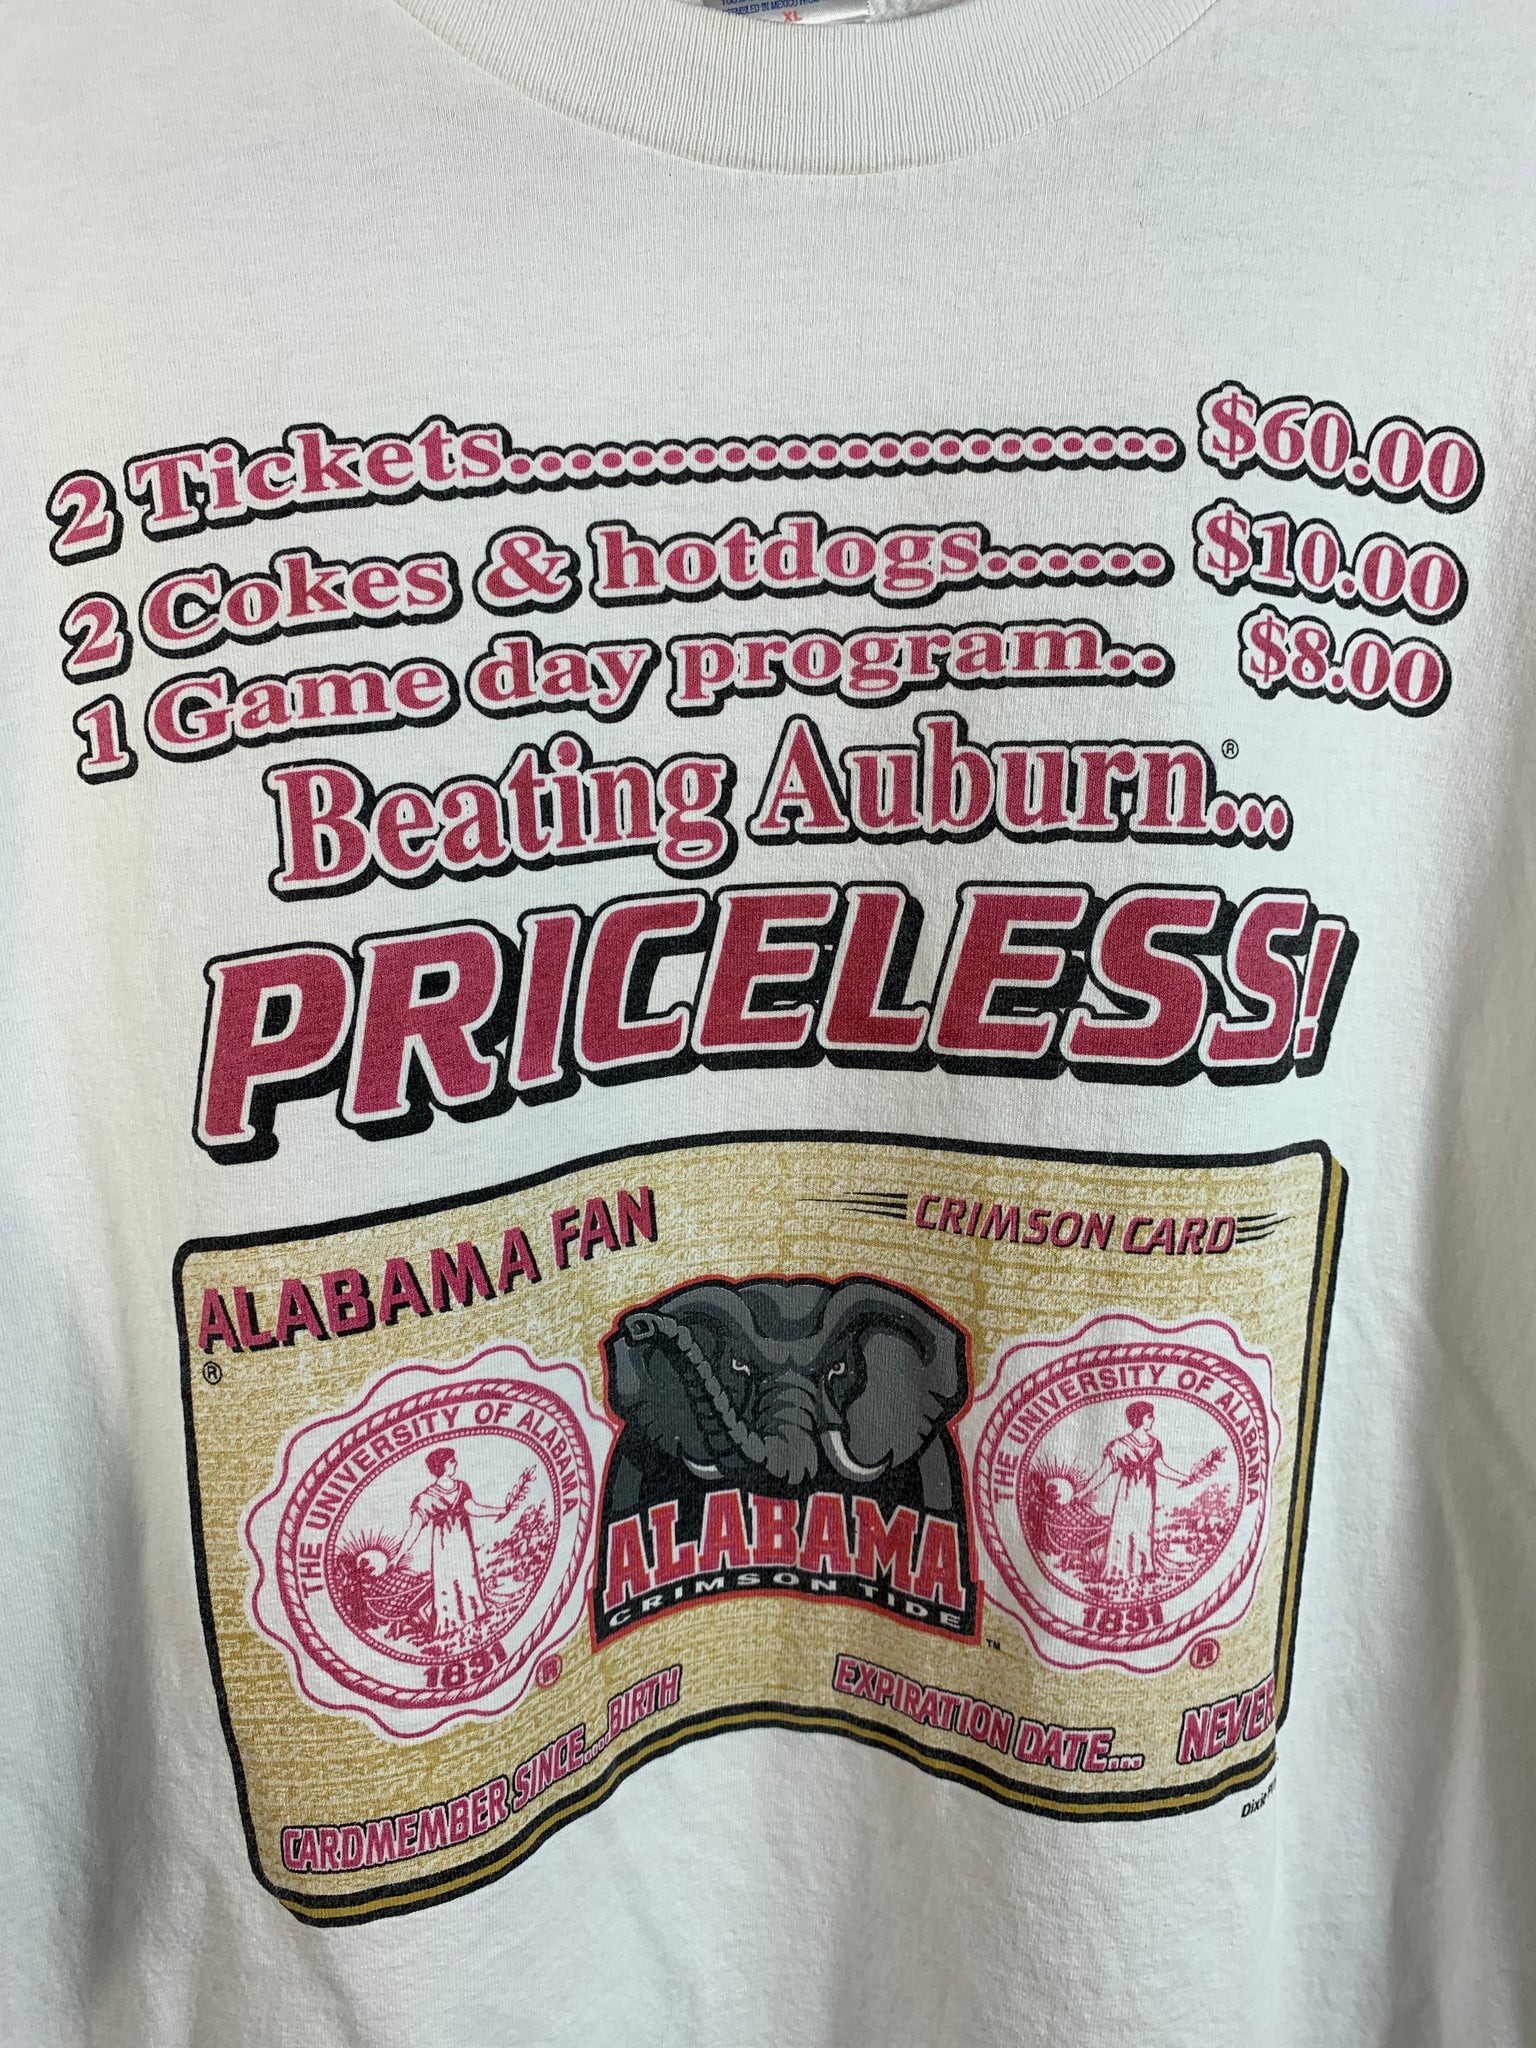 XL
2 Tickets....................... $60.00
2 Cokes & hotdogs....... $10.00
1 Game day program.. $8.00
Beating Auburn...®
PRICELESS!
ALABAMA FAN
®
CRIMSON CARD
THE UNIVERSITY OF ALABAMA
1831
®
ALABAMA
CRIMSON TIDE
™
THE UNIVERSITY OF ALABAMA
1831
®
CARDMEMBER SINCE....BIRTH
EXPIRATION DATE... NEVER